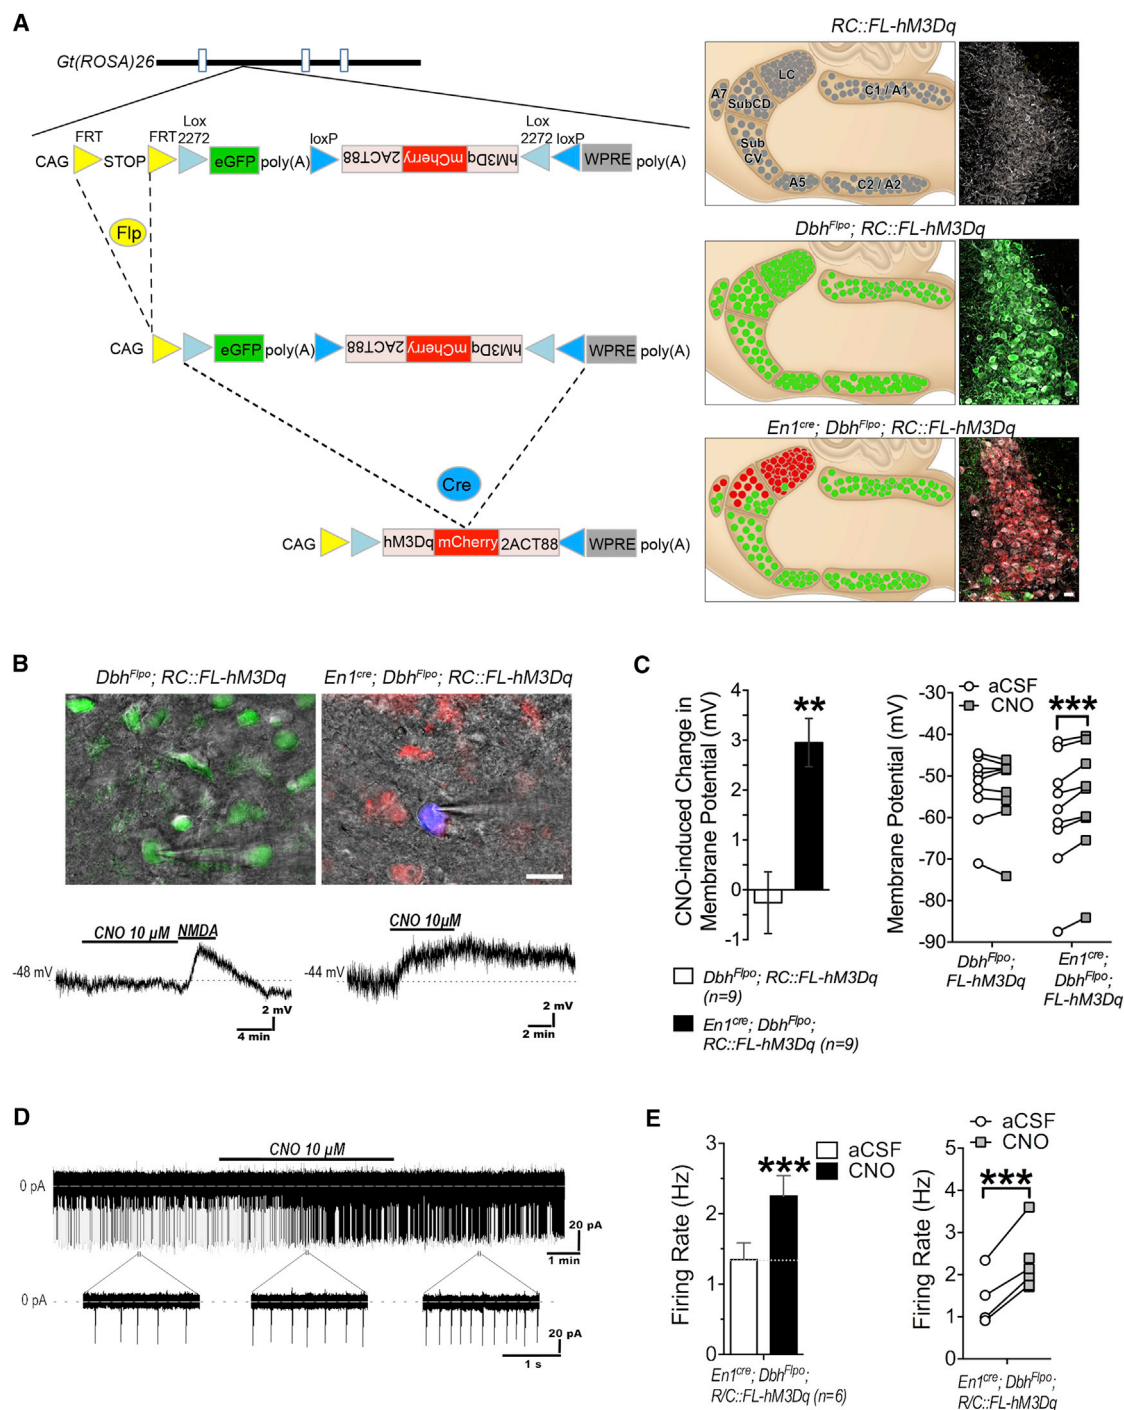 A
Gt(ROSA)26
FRT
FRT
Lox
2272
loxP
Lox
2272
loxP
CAG
STOP
eGFP
poly(A)
2ACT88
mCherry
hM3Dq
WPRE
poly(A)
Flp
CAG
eGFP
poly(A)
2ACT88
mCherry
hM3Dq
WPRE
poly(A)
Cre
CAG
hM3Dq
mCherry
2ACT88
WPRE
poly(A)
RC::FL-hM3Dq
A7
LC
SubCD
C1 / A1
Sub
CV
A5
C2 / A2
Dbh^Flpo; RC::FL-hM3Dq
En1^cre; Dbh^Flpo; RC::FL-hM3Dq
B
Dbh^Flpo; RC::FL-hM3Dq
En1^cre; Dbh^Flpo; RC::FL-hM3Dq
CNO 10 µM
NMDA
-48 mV
2 mV
4 min
CNO 10µM
-44 mV
2 mV
2 min
C
CNO-induced Change in
Membrane Potential (mV)
4
3
2
1
0
-1
**
Dbh^Flpo; RC::FL-hM3Dq
(n=9)
En1^cre; Dbh^Flpo;
RC::FL-hM3Dq (n=9)
Membrane Potential (mV)
-30
-40
-50
-60
-70
-80
-90
aCSF
CNO
***
Dbh^Flpo;
FL-hM3Dq
En1^cre;
Dbh^Flpo;
FL-hM3Dq
D
CNO 10 µM
0 pA
20 pA
1 min
0 pA
20 pA
1 s
E
Firing Rate (Hz)
3
2
1
0
***
aCSF
CNO
En1^cre; Dbh^Flpo;
R/C::FL-hM3Dq (n=6)
aCSF
CNO
Firing Rate (Hz)
5
4
3
2
1
0
***
En1^cre; Dbh^Flpo;
R/C::FL-hM3Dq